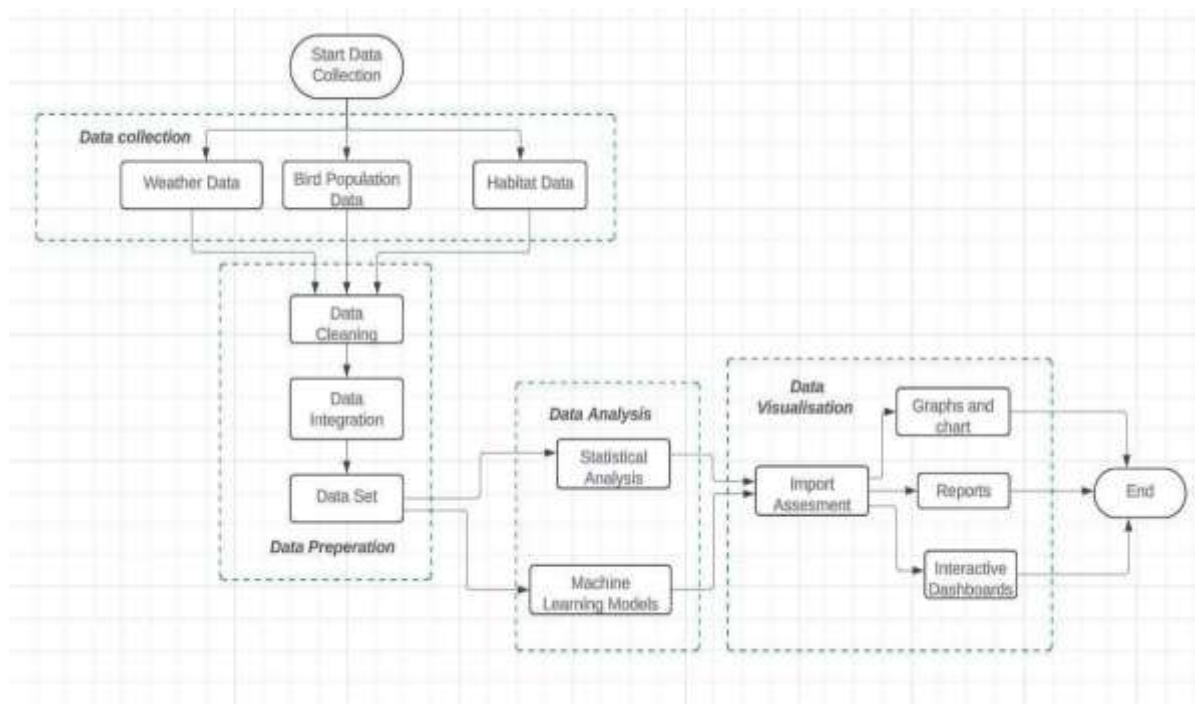 Start Data
Collection
Data collection
Weather Data
Bird Population
Data
Habitat Data
Data
Cleaning
Data
Integration
Data Set
Data Preperation
Data Analysis
Statistical
Analysis
Machine
Learning Models
Data
Visualisation
Import
Assesment
Graphs and
chart
Reports
Interactive
Dashboards
End